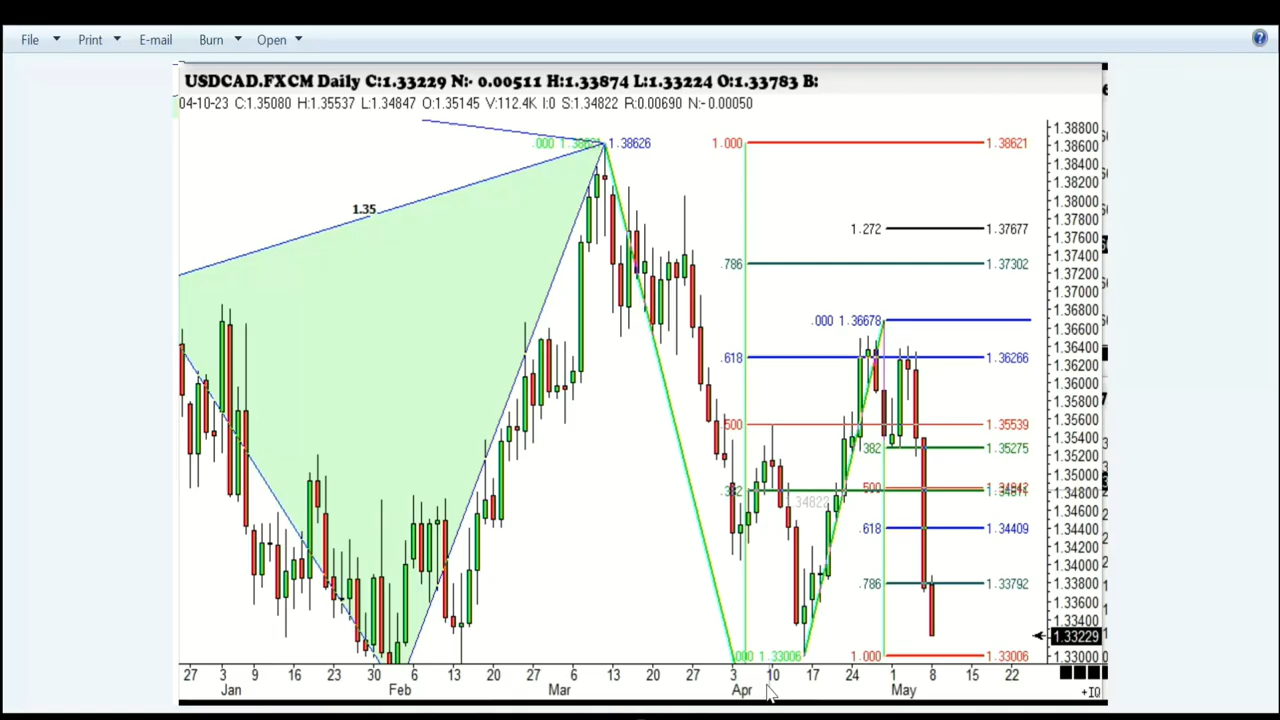 File Print E-mail Burn Open
USDCAD.FXCM Daily C:1.33229 N:- 0.00511 H:1.33874 L:1.33224 O:1.33783 B:
04-10-23 C:1.35080 H:1.35537 L:1.34847 O:1.35145 V:112.4K I:0 S:1.34822 R:0.00690 N:- 0.00050
1.38800
.000 1.38626 1.000 1.38621 1.38600
1.38400
1.38200
1.35 1.38000
1.37800
1.272 1.37677 1.37600
1.37400
.786 1.37302 1.37200
1.37000
1.36800
.000 1.36678 1.36600
1.36400
.618 1.36266 1.36200
1.36000
1.35800
.500 1.35539 1.35600
1.35400
382 1.35275 1.35200
1.35000
500 1.34800
1.34822 1.34600
.618 1.34409 1.34400
1.34200
1.34000
.786 1.33792 1.33800
1.33600
1.33400
1.33229
.000 1.33006 1.000 1.33006 1.33000
27 3 9 16 23 30 6 13 20 27 6 13 20 27 3 10 17 24 1 8 15 22
Jan Feb Mar Apr May
+10